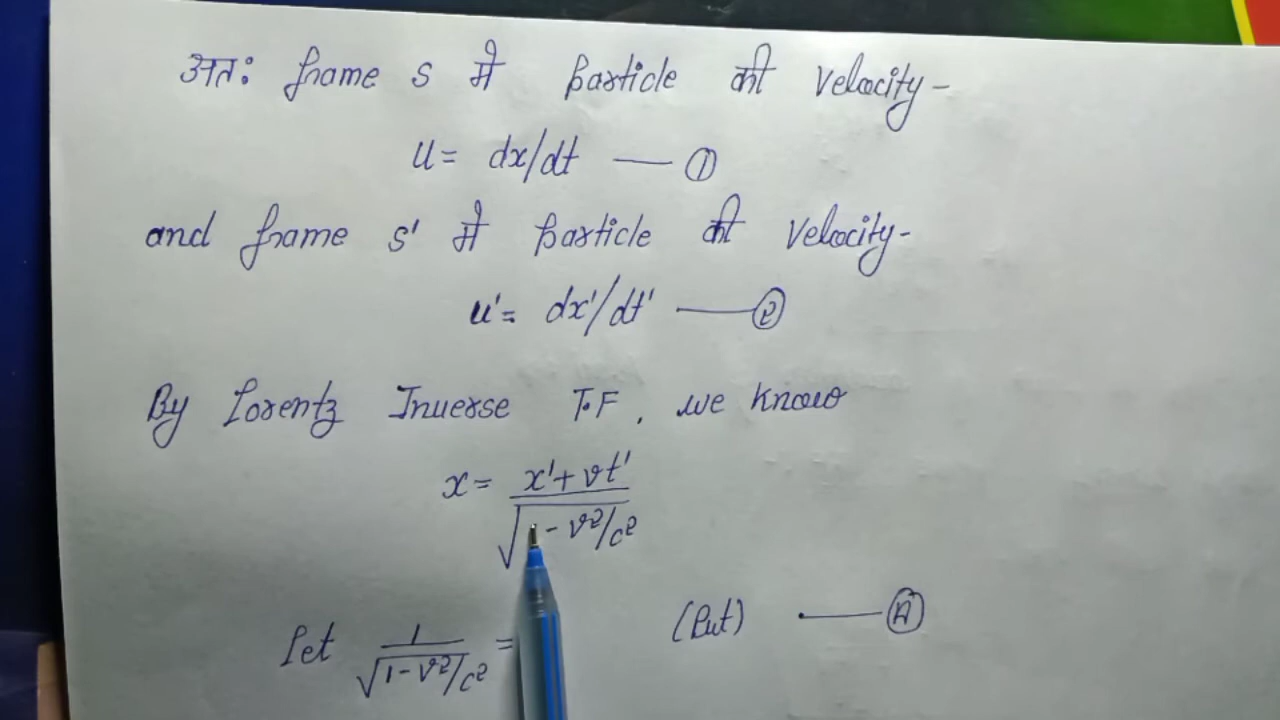 अतः frame S में Particle की Velocity-
u = dx/dt — ①
and frame S' में Particle की Velocity-
u' = dx'/dt' — ②
By Lorentz Inverse T.F, we know
x = x' + vt' / √1 - v²/c²
Let 1/√1 - v²/c² = (Put) — Ⓐ